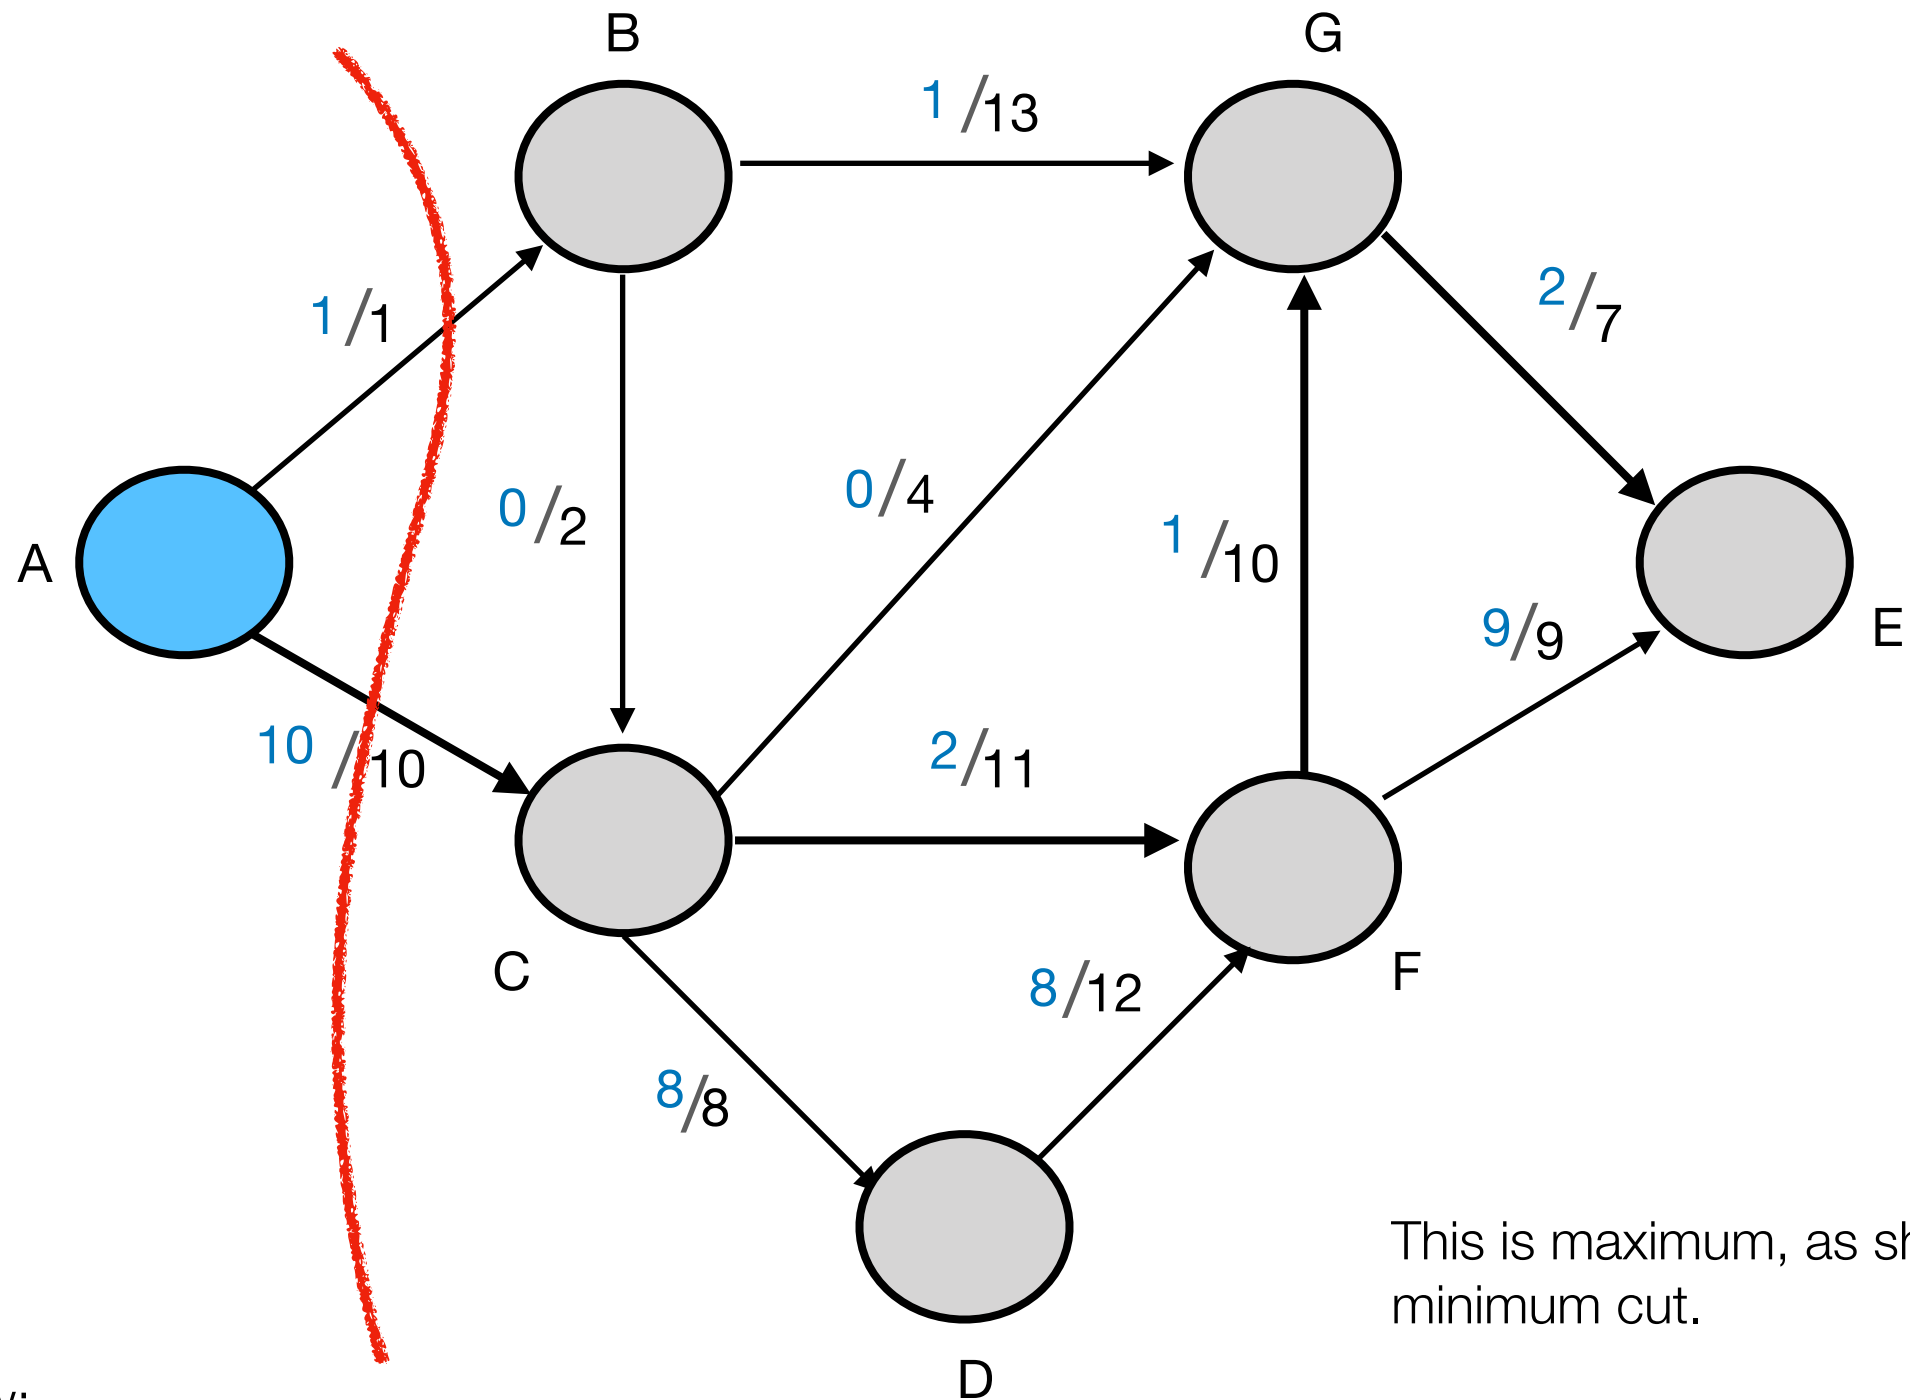 B
G
1/13
1/1
2/7
0/2
0/4
1/10
A
9/9
E
10/10
2/11
C
F
8/12
8/8
This is maximum, as
minimum cut.
D